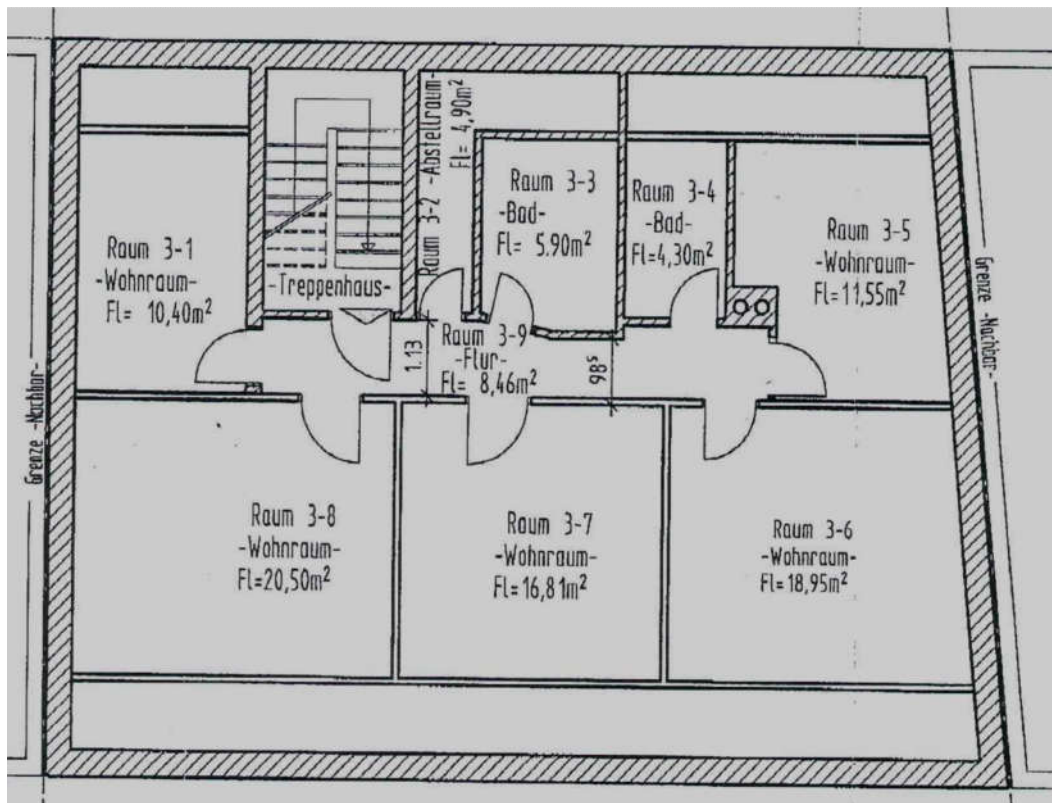 Raum 3-2 -Abstellraum-
Fl= 4,90m²
Raum 3-3
-Bad-
Fl= 5,90m²
Raum 3-4
-Bad-
Fl=4,30m²
Raum 3-5
-Wohnraum-
Fl=11,55m²
Raum 3-1
-Wohnraum-
Fl= 10,40m²
-Treppenhaus-
Raum 3-9
-Flur-
Fl= 8,46m²
1.13
98⁵
Grenze -Nachbar-
Grenze -Nachbar-
Raum 3-8
-Wohnraum-
Fl=20,50m²
Raum 3-7
-Wohnraum-
Fl=16,81m²
Raum 3-6
-Wohnraum-
Fl=18,95m²